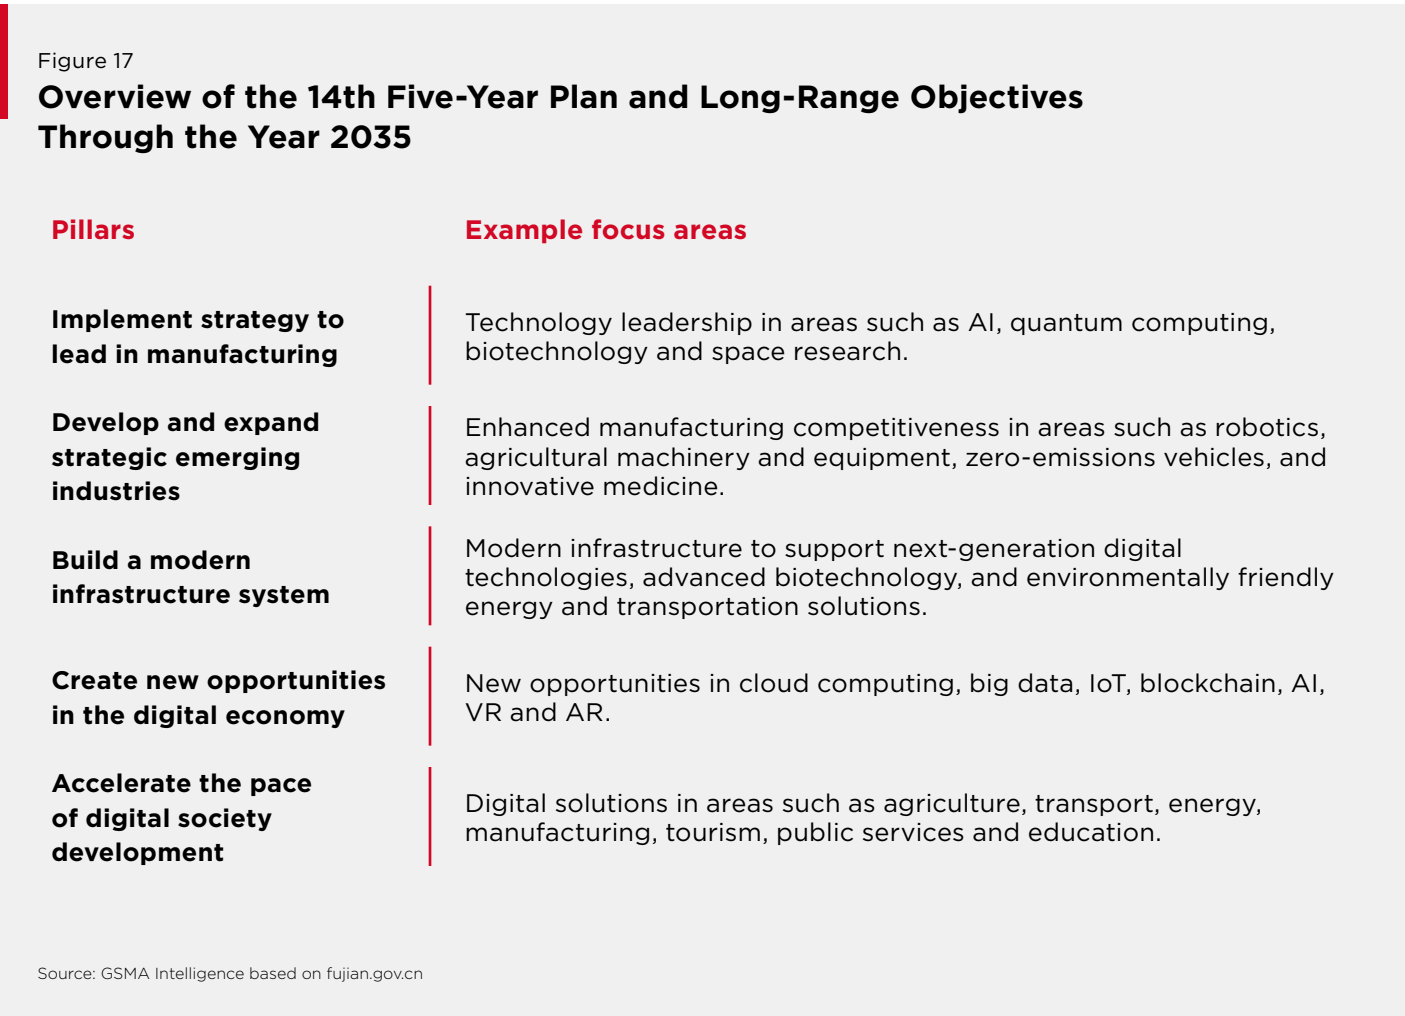 Figure 17
Overview of the 14th Five-Year Plan and Long-Range Objectives
Through the Year 2035
Pillars
Example focus areas
Implement strategy to
lead in manufacturing
Technology leadership in areas such as AI, quantum computing,
biotechnology and space research.
Develop and expand
strategic emerging
industries
Enhanced manufacturing competitiveness in areas such as robotics,
agricultural machinery and equipment, zero-emissions vehicles, and
innovative medicine.
Build a modern
infrastructure system
Modern infrastructure to support next-generation digital
technologies, advanced biotechnology, and environmentally friendly
energy and transportation solutions.
Create new opportunities
in the digital economy
New opportunities in cloud computing, big data, IoT, blockchain, AI,
VR and AR.
Accelerate the pace
of digital society
development
Digital solutions in areas such as agriculture, transport, energy,
manufacturing, tourism, public services and education.
Source: GSMA Intelligence based on fujian.gov.cn